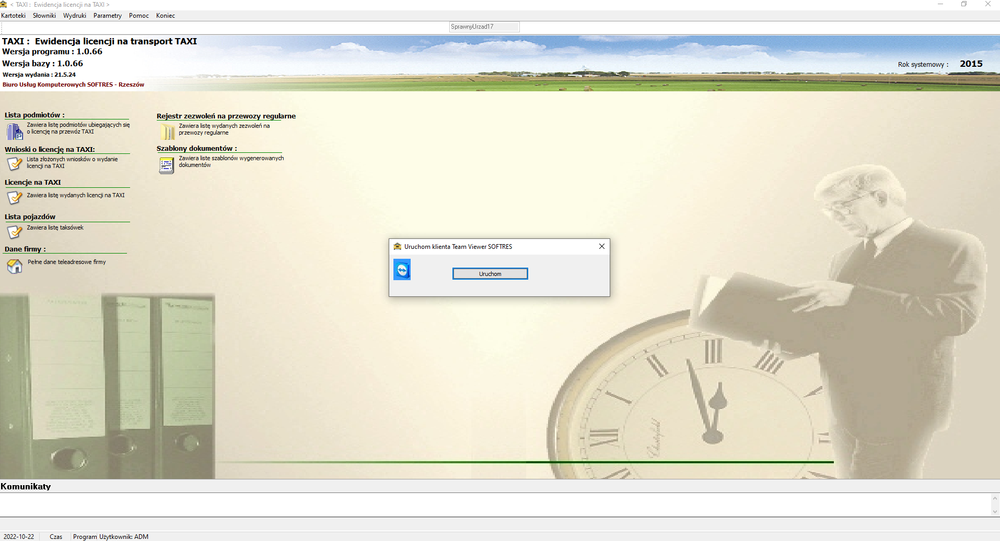 < TAXI :  Ewidencja licencji na TAXI >
Kartoteki Słowniki Wydruki Parametry Pomoc Koniec
SprawnyUrzad17
TAXI :  Ewidencja licencji na transport TAXI
Wersja programu : 1.0.66
Wersja bazy : 1.0.66
Wersja wydania : 21.5.24
Biuro Usług Komputerowych SOFTRES - Rzeszów
Rok systemowy : 2015
Lista podmiotów :
Zawiera listę podmiotów ubiegających się
o licencję na przewóz TAXI
Wnioski o licencję na TAXI:
Lista złożonych wniosków o wydanie
licencji na TAXI
Licencje na TAXI
Zawiera listę wydanych licencji na TAXI
Lista pojazdów
Zawiera listę taksówek
Dane firmy :
Pełne dane teleadresowe firmy
Rejestr zezwoleń na przewozy regularne
Zawiera listę wydanych zezwoleń na
przewozy regularne
Szablony dokumentów :
Zawiera liste szablonów wygenerowanych
dokumentów
Uruchom klienta Team Viewer SOFTRES
Uruchom
Komunikaty
2022-10-22 Czas Program Użytkownik: ADM